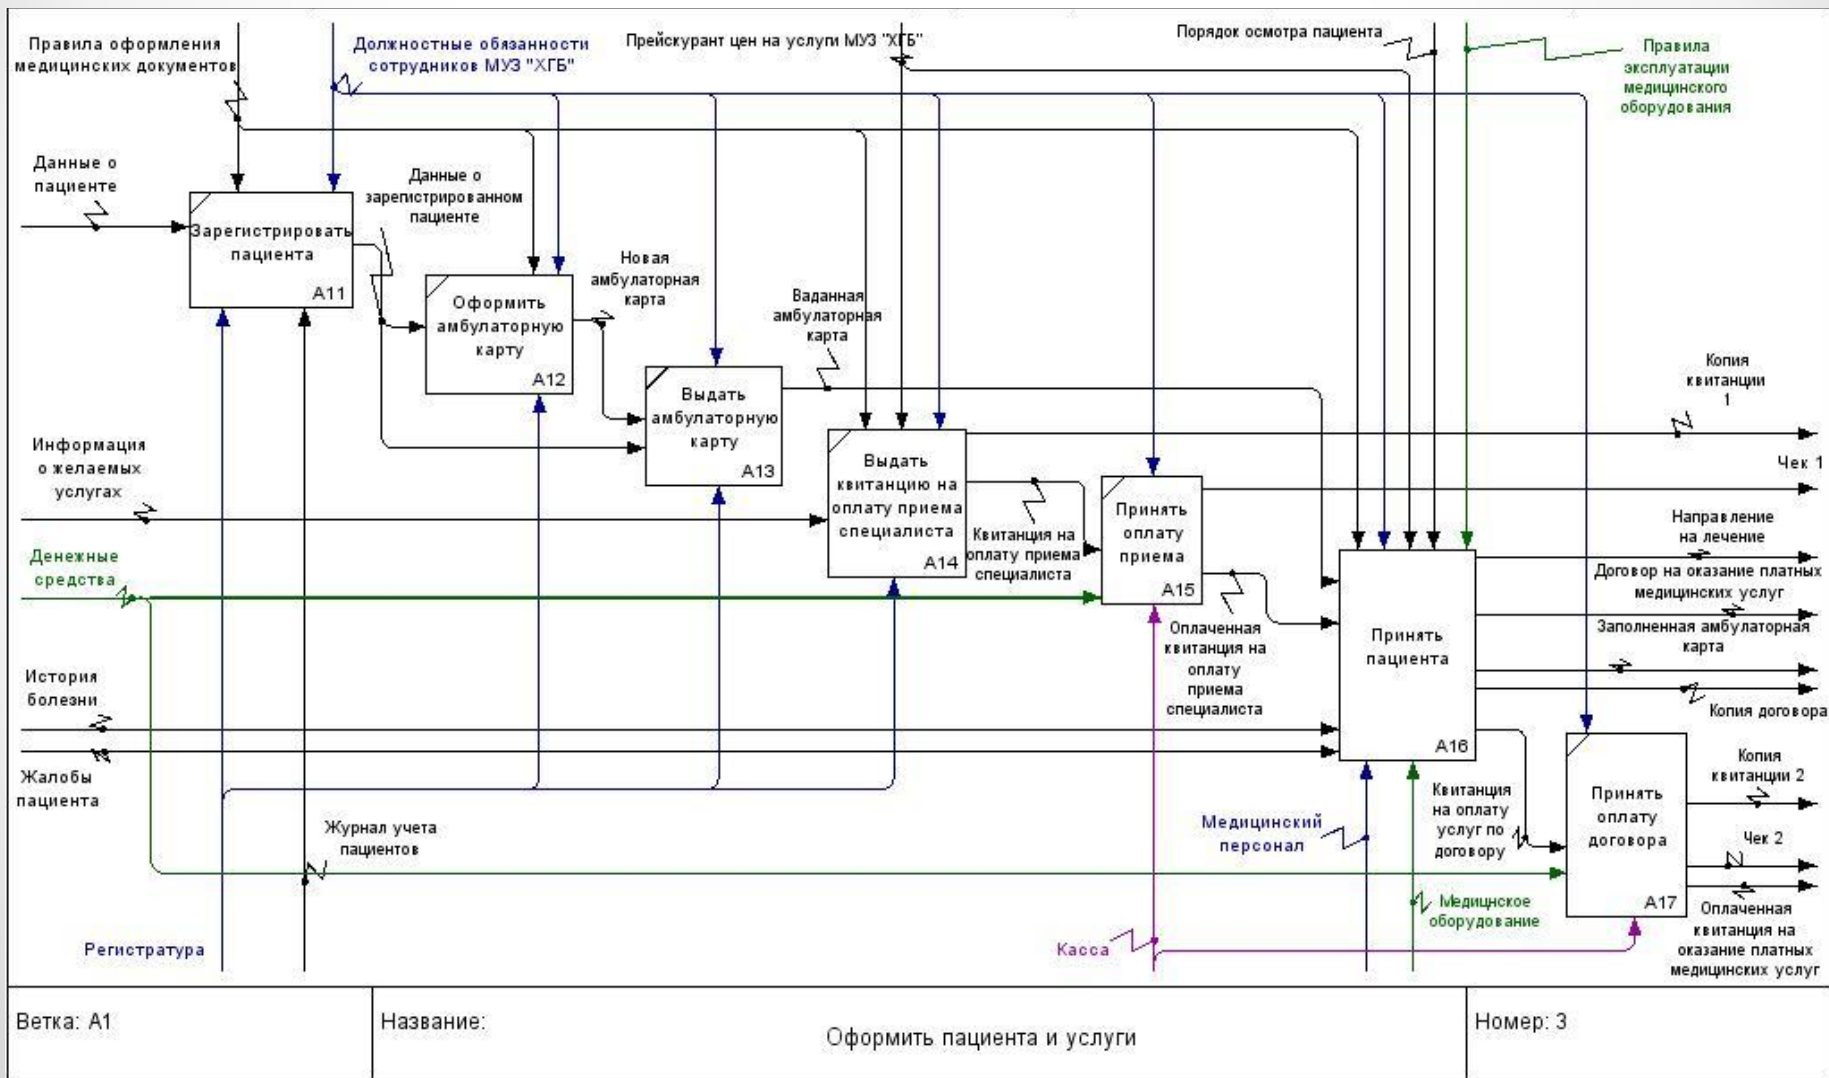 Правила оформления
медицинских документов
Должностные обязанности
сотрудников МУЗ "ХГБ"
Прейскурант цен на услуги МУЗ "ХГБ"
Порядок осмотра пациента
Правила
эксплуатации
медицинского
оборудования
Данные о
пациенте
Зарегистрировать
пациента
A11
Данные о
зарегистрированном
пациенте
Оформить
амбулаторную
карту
A12
Новая
амбулаторная
карта
Выдать
амбулаторную
карту
A13
Ваданная
амбулаторная
карта
Информация
о желаемых
услугах
Выдать
квитанцию на
оплату приема
специалиста
A14
Квитанция на
оплату приема
специалиста
Принять
оплату
приема
A15
Оплаченная
квитанция на
оплату
приема
специалиста
Копия
квитанции
1
Чек 1
Направление
на лечение
Договор на оказание платных
медицинских услуг
Заполненная амбулаторная
карта
Копия договора
Денежные
средства
История
болезни
Жалобы
пациента
Принять
пациента
A16
Журнал учета
пациентов
Медицинский
персонал
Квитанция
на оплату
услуг по
договору
Принять
оплату
договора
A17
Копия
квитанции 2
Чек 2
Оплаченная
квитанция на
оказание платных
медицинских услуг
Медицнское
оборудование
Регистратура
Касса
Ветка: A1
Название:
Оформить пациента и услуги
Номер: 3